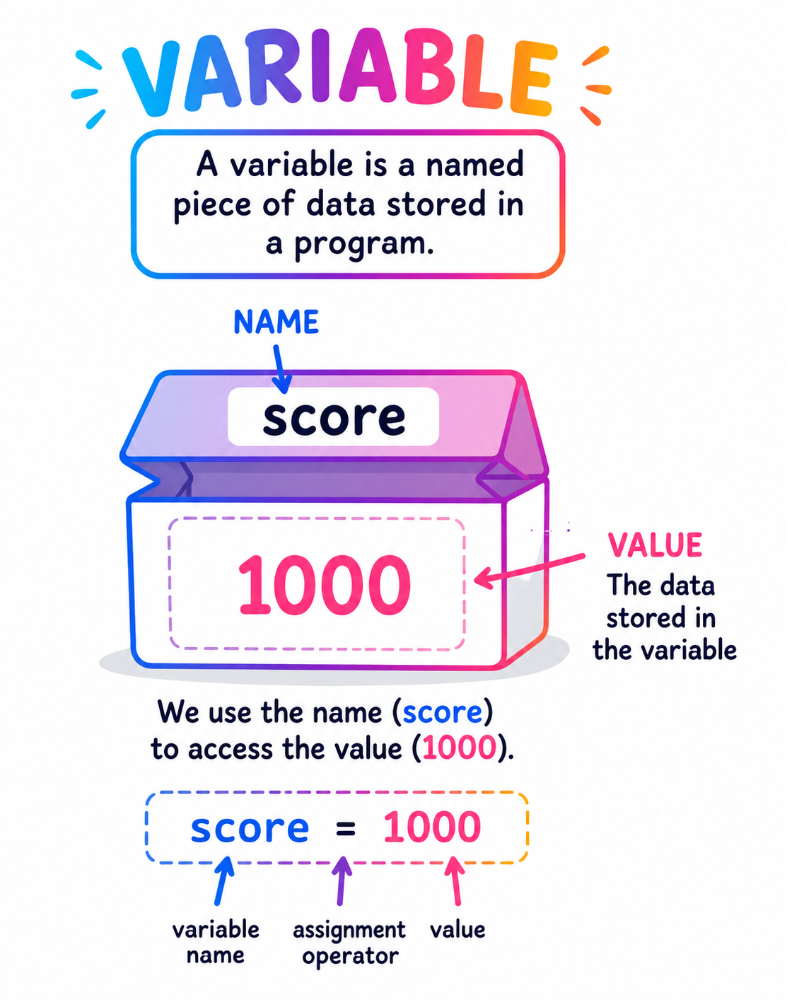 VARIABLE
A variable is a named
piece of data stored in
a program.
NAME
score
1000
VALUE
The data
stored in
the variable
We use the name (score)
to access the value (1000).
score = 1000
variable
name
assignment
operator
value